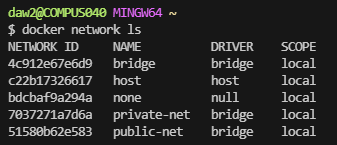 daw2@COMPUS040 MINGW64 ~
$ docker network ls
NETWORK ID     NAME          DRIVER    SCOPE
4c912e67e6d9   bridge        bridge    local
c22b17326617   host          host      local
bdcbaf9a294a   none          null      local
7037271a7d6a   private-net   bridge    local
51580b62e583   public-net    bridge    local